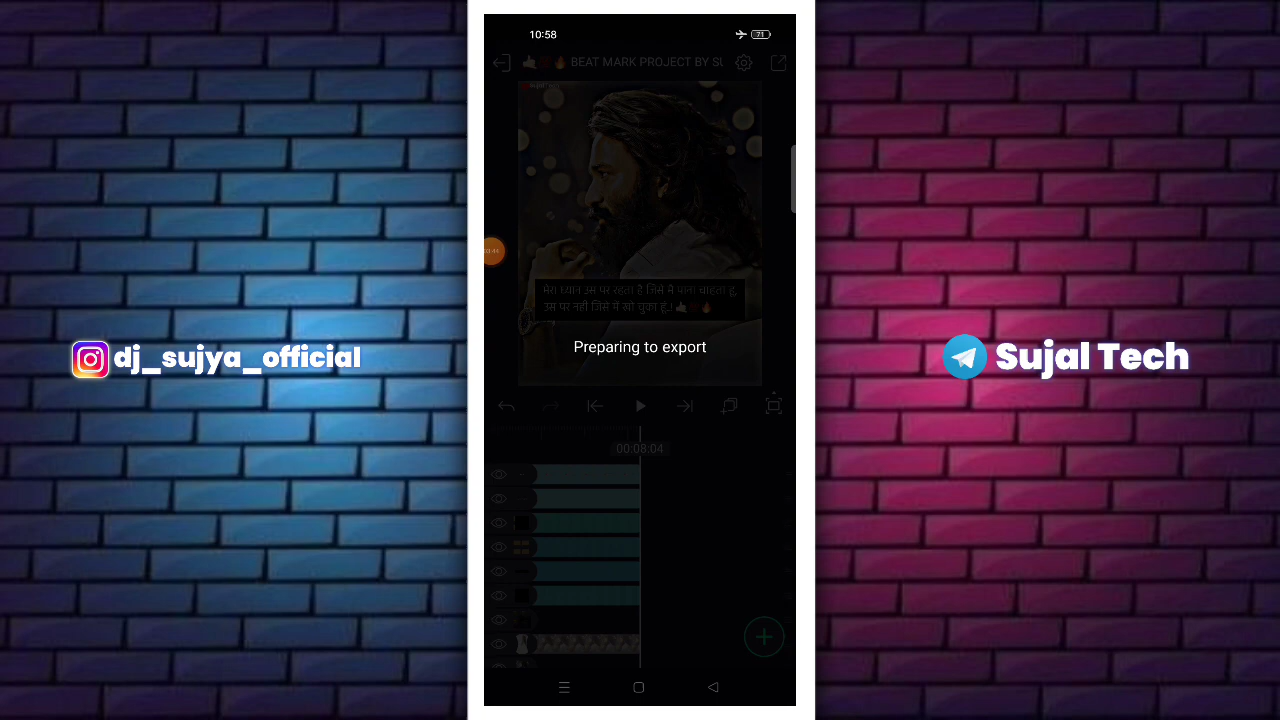 10:58
71
BEAT MARK PROJECT BY SU
मेरा ध्यान उस पर रहता है जिसे मैं पाना चाहता हूं,
उस पर नहीं जिसे में खो चुका हूं.!
Preparing to export
dj_sujya_official
Sujal Tech
00:08:04